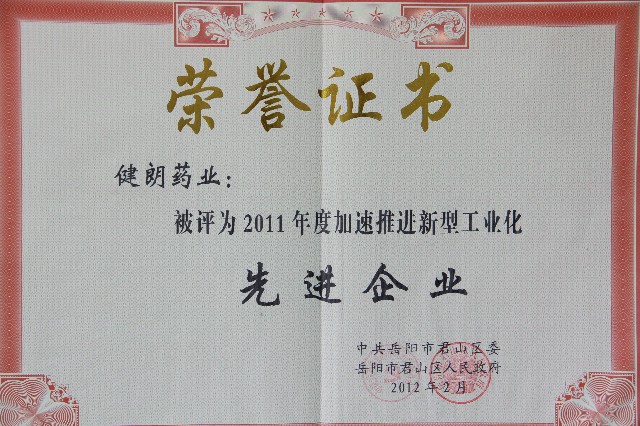 荣誉证书
健朗药业：
被评为2011年度加速推进新型工业化
先进企业
中共岳阳市君山区委
岳阳市君山区人民政府
2012年2月